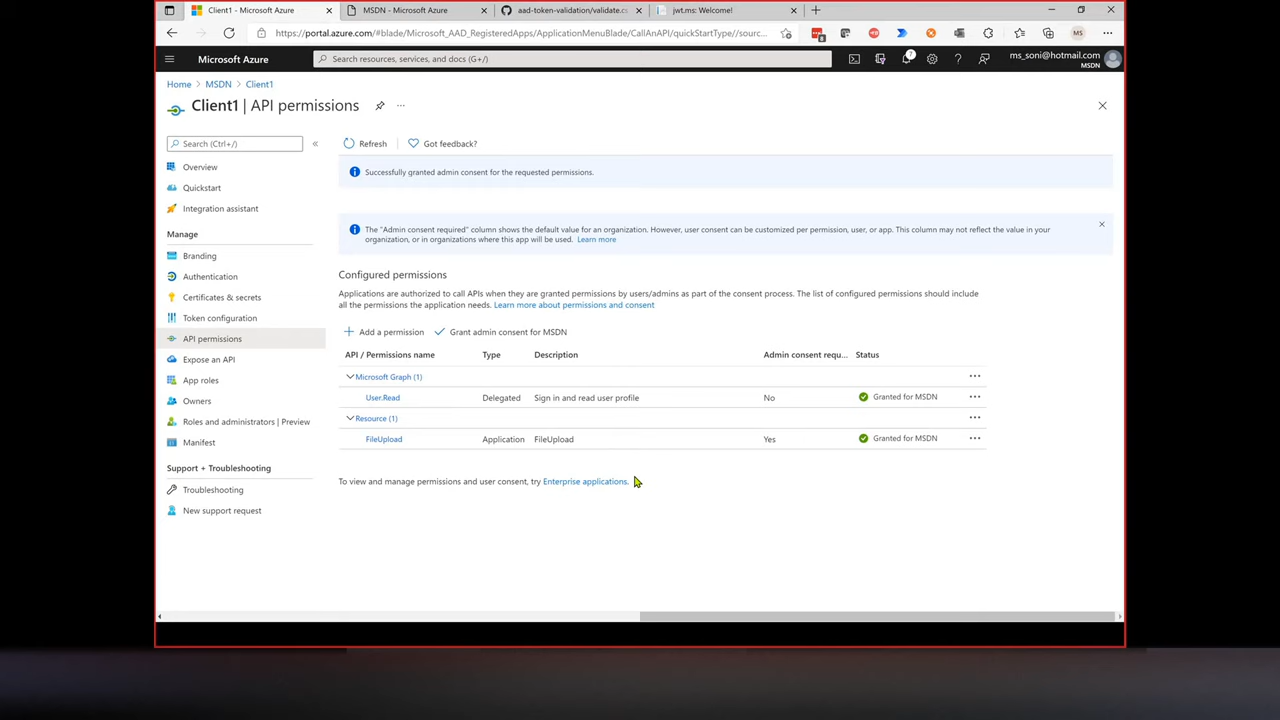 Client1 - Microsoft Azure
MSDN - Microsoft Azure
aad-token-validation/validate.cs
jwt.ms: Welcome!
https://portal.azure.com/#blade/Microsoft_AAD_RegisteredApps/ApplicationMenuBlade/CallAnAPI/quickStartType//sourc...
MS
Microsoft Azure
Search resources, services, and docs (G+/)
7
ms_soni@hotmail.com
MSDN
Home > MSDN > Client1
Client1 | API permissions
Search (Ctrl+/)
Refresh
Got feedback?
Overview
Quickstart
Integration assistant
Manage
Branding
Authentication
Certificates & secrets
Token configuration
API permissions
Expose an API
App roles
Owners
Roles and administrators | Preview
Manifest
Support + Troubleshooting
Troubleshooting
New support request
Successfully granted admin consent for the requested permissions.
The "Admin consent required" column shows the default value for an organization. However, user consent can be customized per permission, user, or app. This column may not reflect the value in your
organization, or in organizations where this app will be used. Learn more
Configured permissions
Applications are authorized to call APIs when they are granted permissions by users/admins as part of the consent process. The list of configured permissions should include
all the permissions the application needs. Learn more about permissions and consent
Add a permission Grant admin consent for MSDN
API / Permissions name Type Description Admin consent requ... Status
Microsoft Graph (1)
User.Read Delegated Sign in and read user profile No Granted for MSDN
Resource (1)
FileUpload Application FileUpload Yes Granted for MSDN
To view and manage permissions and user consent, try Enterprise applications.